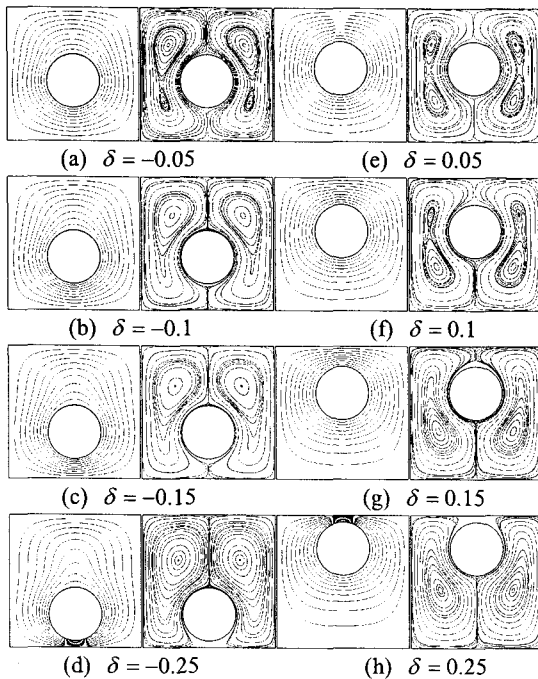 (a) δ = −0.05 (e) δ = 0.05
(b) δ = −0.1 (f) δ = 0.1
(c) δ = −0.15 (g) δ = 0.15
(d) δ = −0.25 (h) δ = 0.25